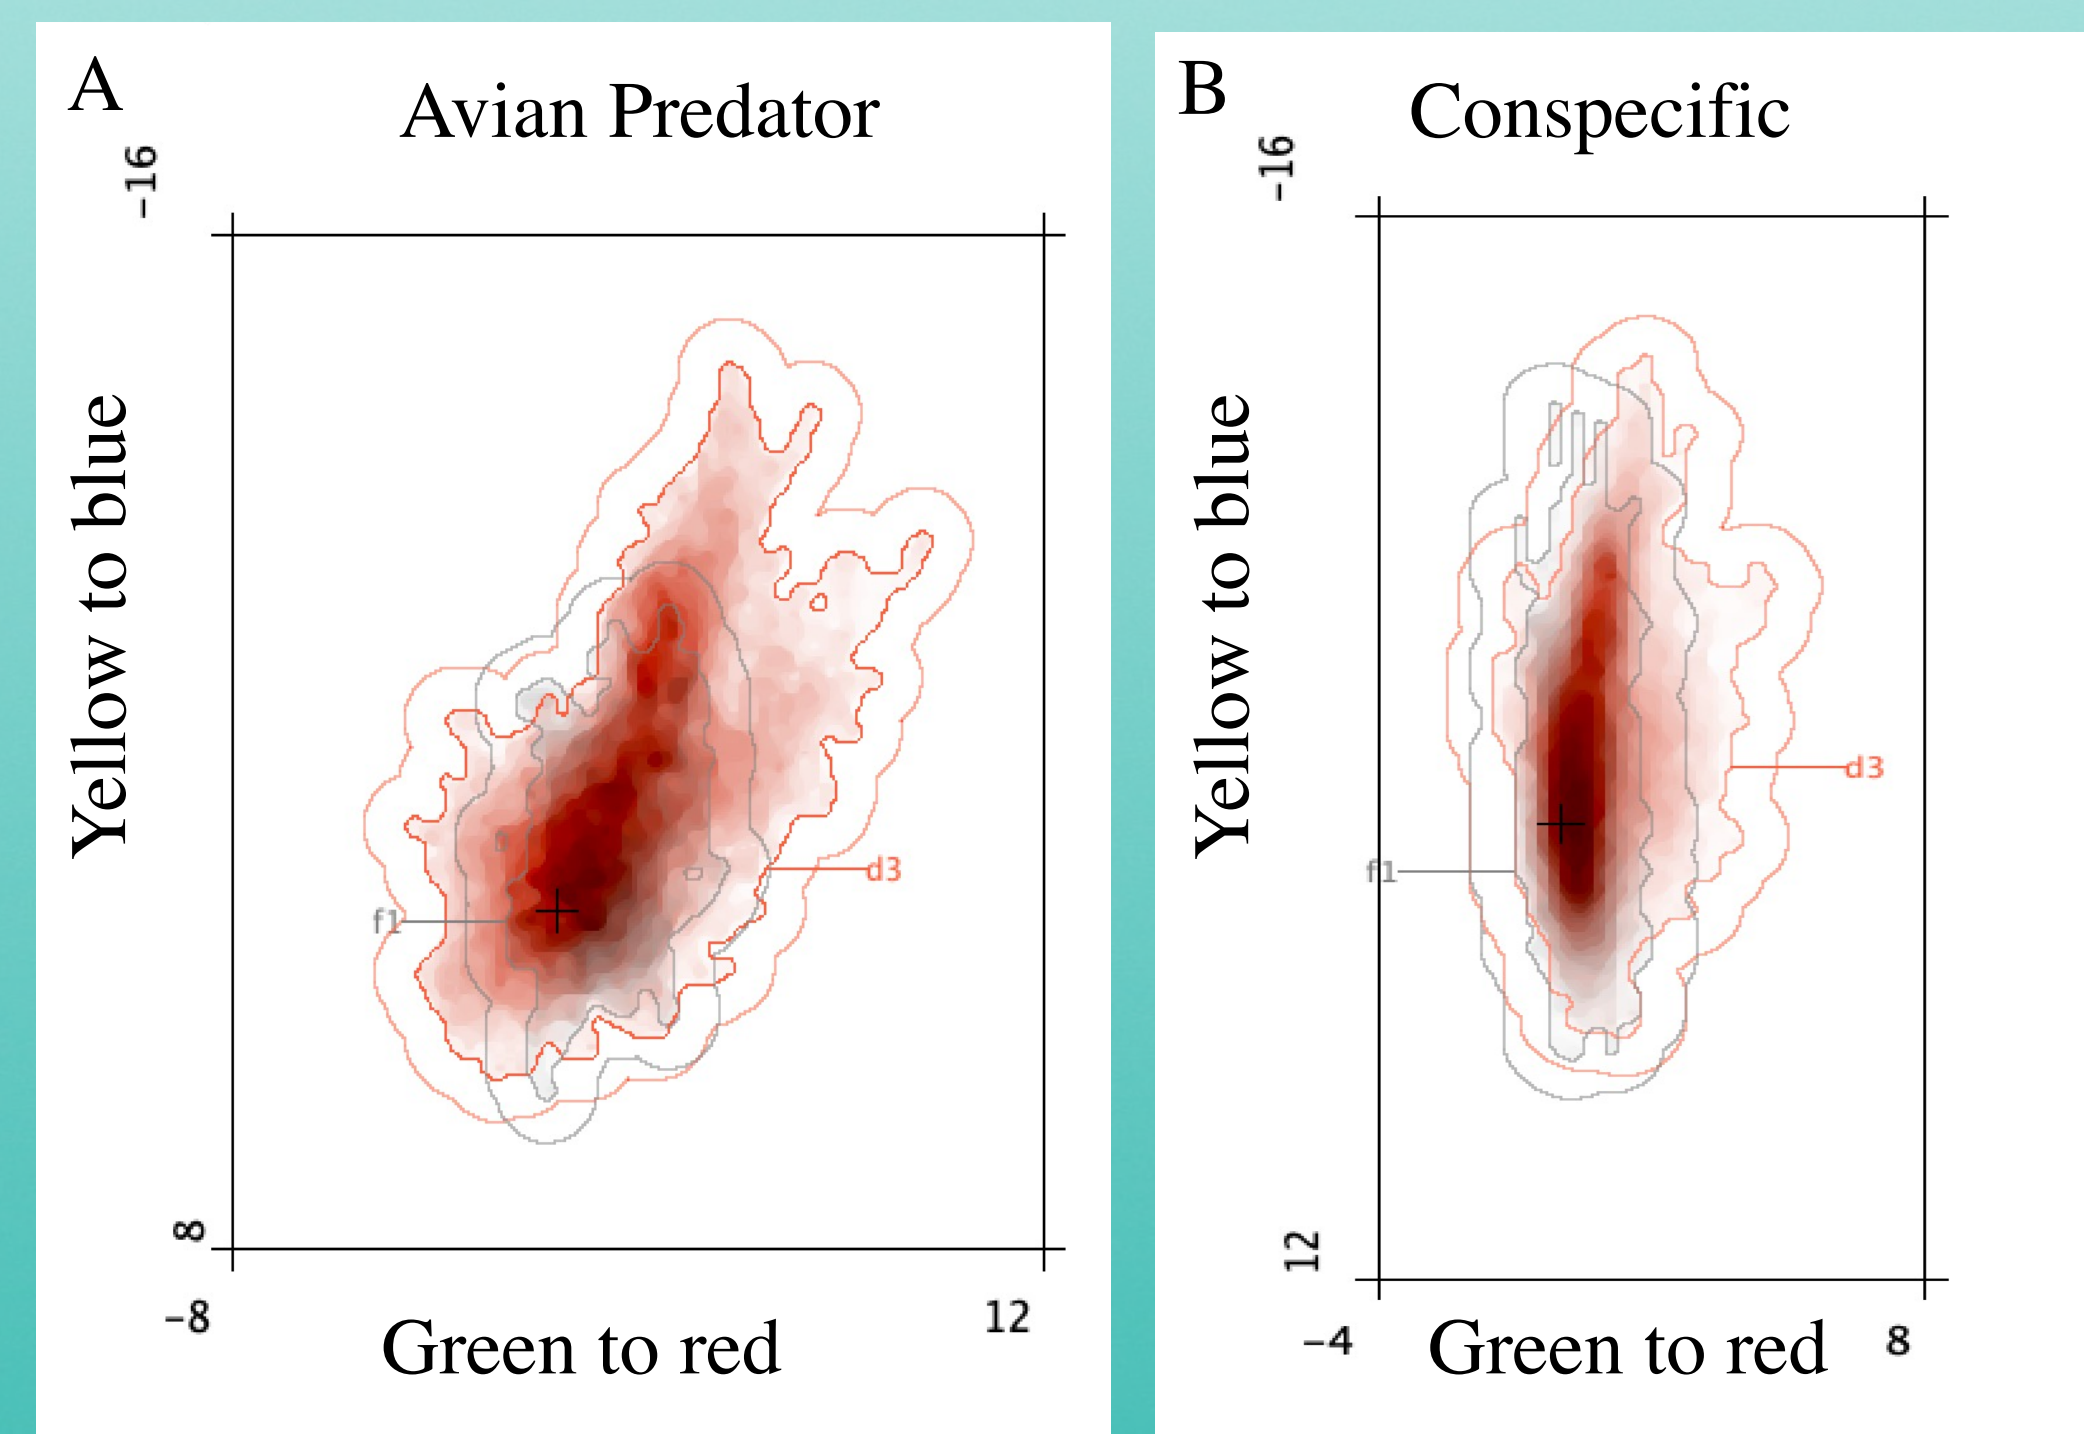 A
Avian Predator
-16
Yellow to blue
f1
d3
8
-8
12
Green to red
B
Conspecific
-16
Yellow to blue
f1
d3
12
-4
8
Green to red